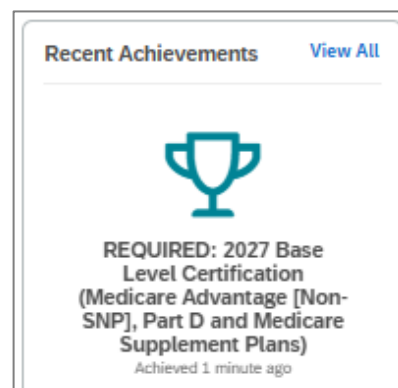 Recent Achievements View All
REQUIRED: 2027 Base
Level Certification
(Medicare Advantage [Non-
SNP], Part D and Medicare
Supplement Plans)
Achieved 1 minute ago